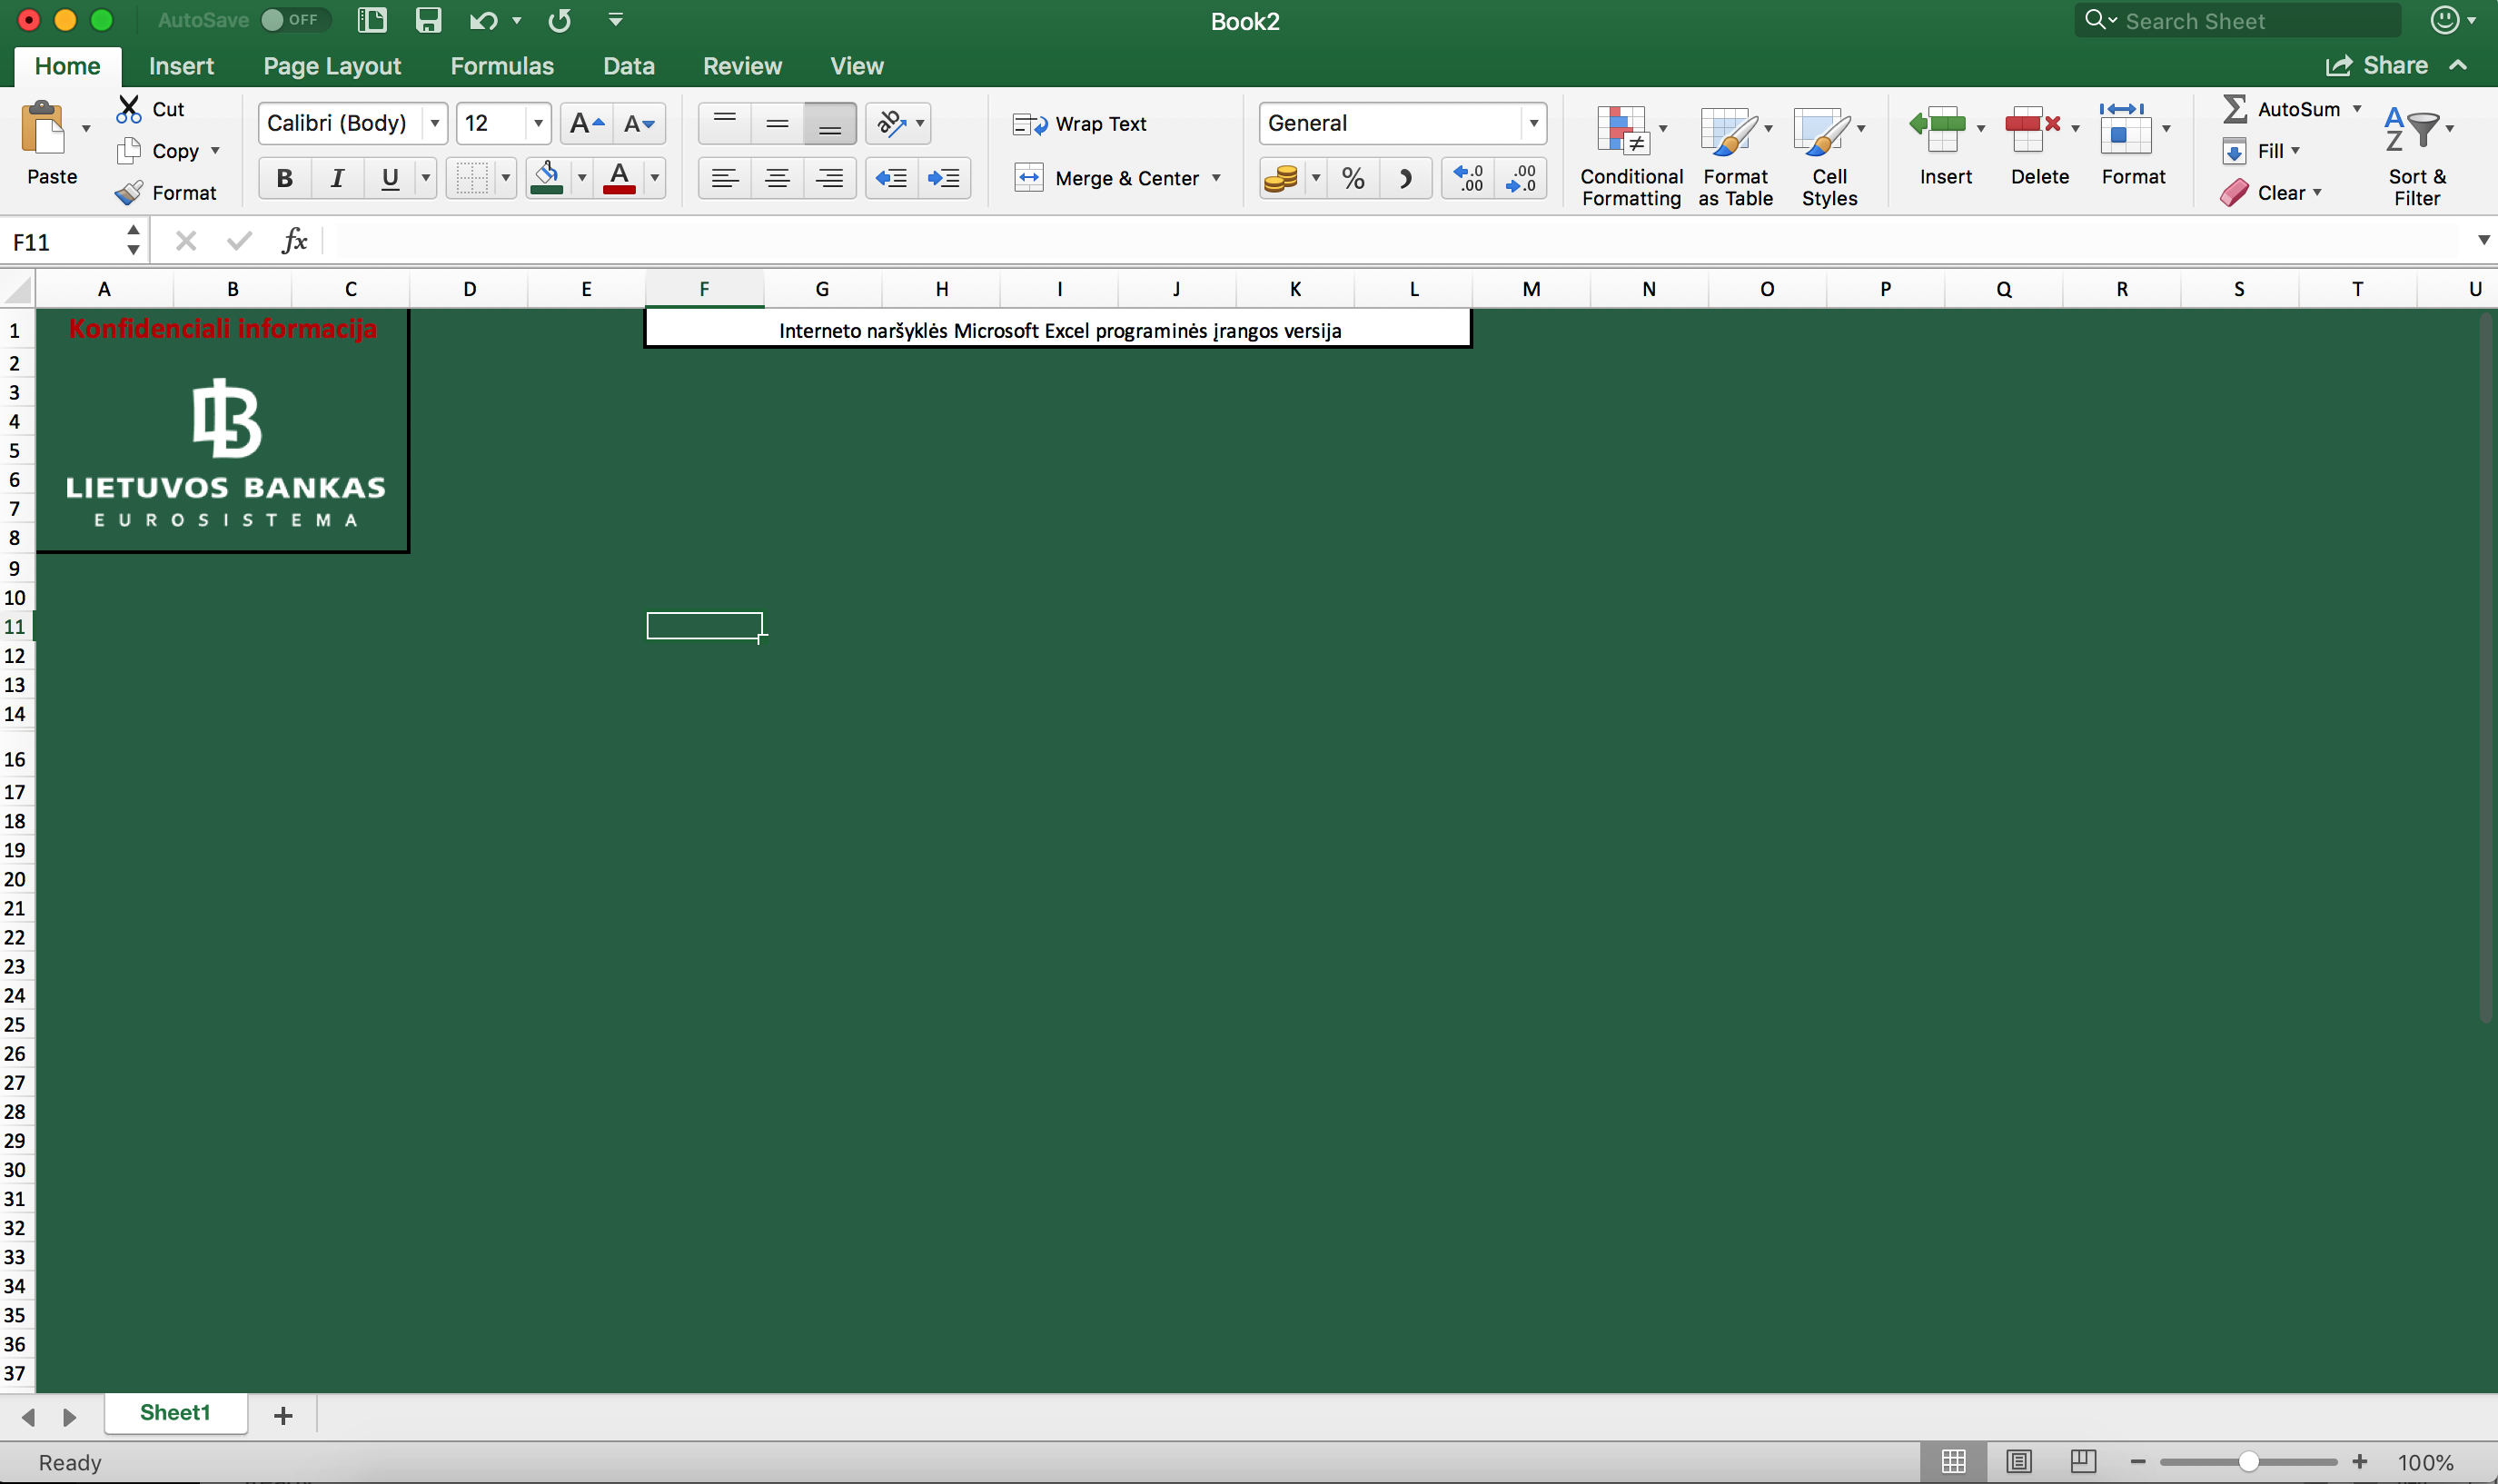 AutoSave OFF
Book2
Search Sheet
Home Insert Page Layout Formulas Data Review View
Share
Paste
Cut
Copy
Format
Calibri (Body) 12
B I U
Wrap Text
Merge & Center
General
Conditional Formatting
Format as Table
Cell Styles
Insert
Delete
Format
AutoSum
Fill
Clear
Sort & Filter
F11
fx
A B C D E F G H I J K L M N O P Q R S T U
1
2
3
4
5
6
7
8
9
10
11
12
13
14
16
17
18
19
20
21
22
23
24
25
26
27
28
29
30
31
32
33
34
35
36
37
Konfidenciali informacija
Interneto naršyklės Microsoft Excel programinės įrangos versija
LIETUVOS BANKAS
EUROSISTEMA
Sheet1
Ready
100%